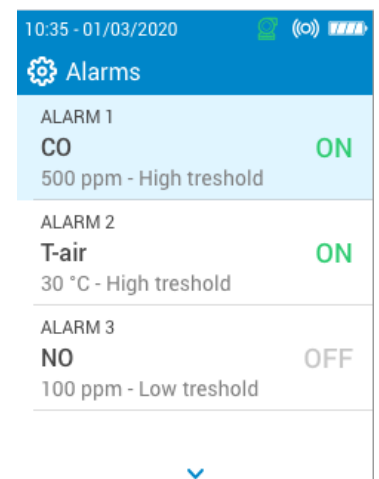 10:35 - 01/03/2020
Alarms
ALARM 1
CO
ON
500 ppm - High treshold
ALARM 2
T-air
ON
30 °C - High treshold
ALARM 3
NO
OFF
100 ppm - Low treshold